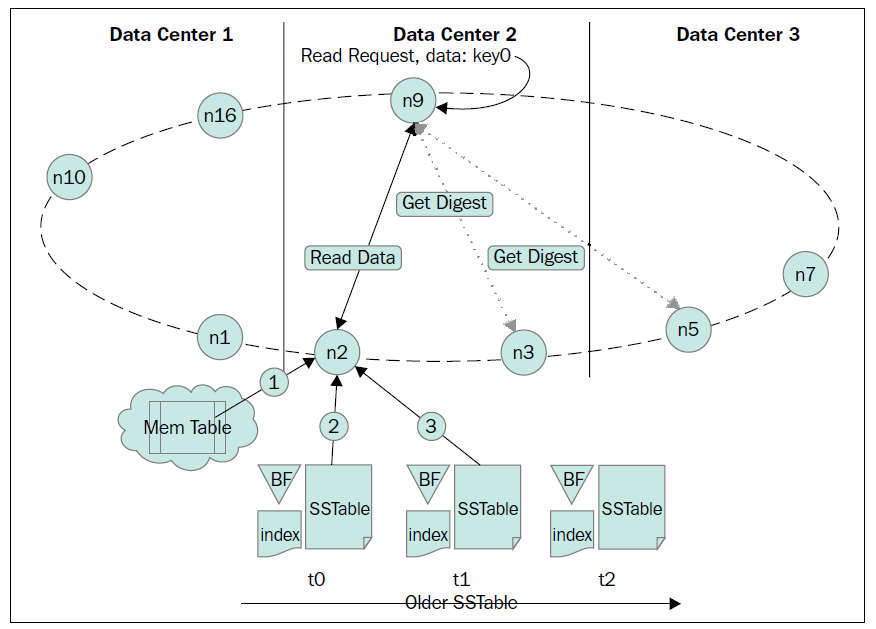 Data Center 1
Data Center 2
Data Center 3
Read Request, data: key0
n9
n16
n10
Get Digest
Read Data
Get Digest
n7
n1
n2
n3
n5
1
Mem Table
2
3
BF
SSTable
index
BF
SSTable
index
BF
SSTable
index
t0
t1
t2
Older SSTable